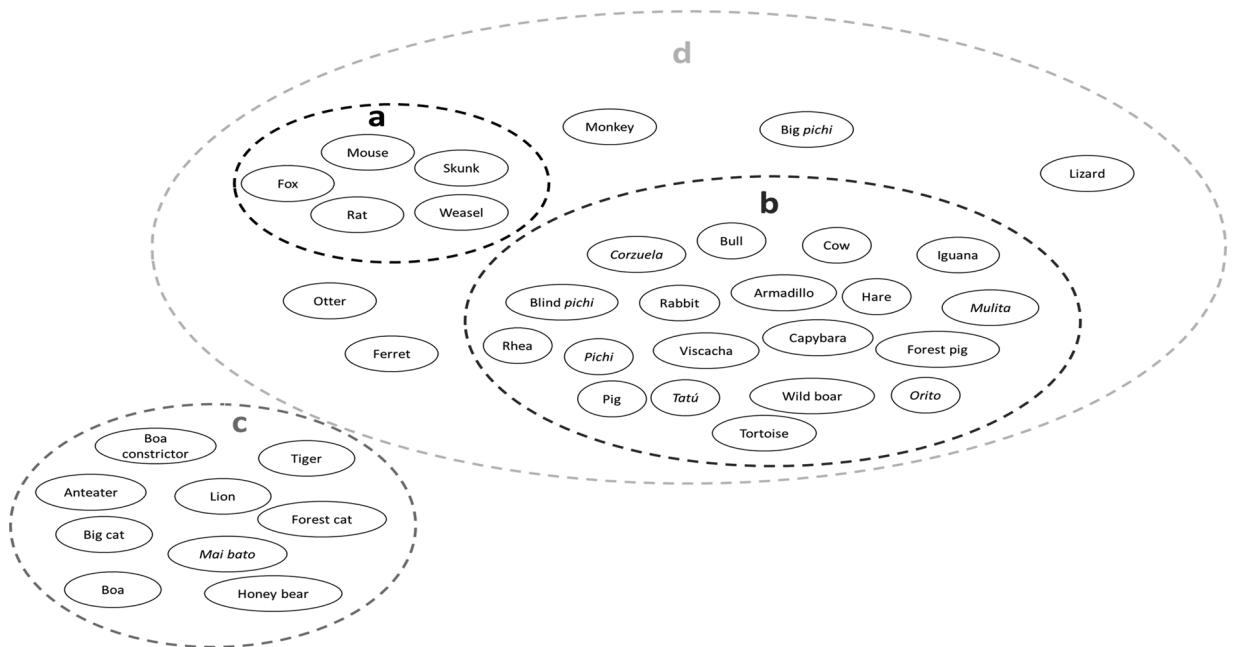 d
a
Monkey
Big pichi
Mouse
Skunk
Lizard
Fox
Rat
Weasel
b
Bull
Cow
Corzuela
Iguana
Otter
Blind pichi
Rabbit
Armadillo
Hare
Mulita
Rhea
Ferret
Pichi
Viscacha
Capybara
Forest pig
Pig
Tatú
Wild boar
Orito
Tortoise
c
Boa
constrictor
Tiger
Anteater
Lion
Forest cat
Big cat
Mai bato
Boa
Honey bear